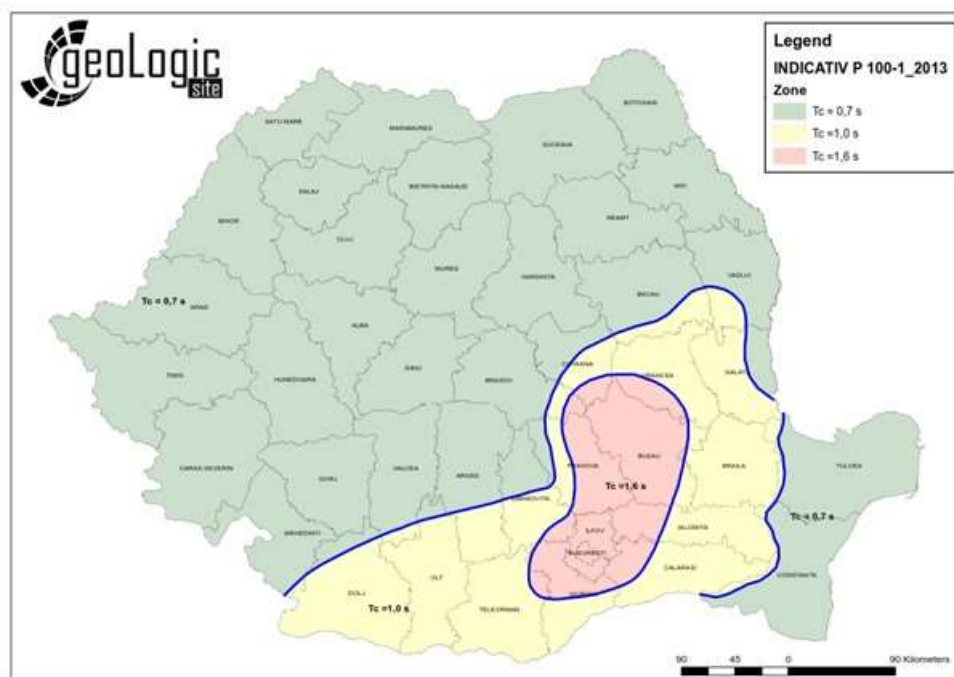 geoLogic
site
Legend
INDICATIV P 100-1_2013
Zone
Tc = 0,7 s
Tc =1,0 s
Tc =1,6 s
BOTOSANI
SATU MARE
MARAMURES
SUCEAVA
SALAJ
BISTRITA-NASAUD
IASI
NEAMT
BIHOR
CLUJ
MURES
HARGHITA
VASLUI
BACAU
Tc = 0,7 s
ARAD
ALBA
TIMIS
HUNEDOARA
SIBIU
BRASOV
VRANCEA
GALATI
CARAS-SEVERIN
GORJ
VALCEA
ARGES
PRAHOVA
BUZAU
BRAILA
TULCEA
Tc =1,6 s
DAMBOVITA
Tc = 0,7 s
MEHEDINTI
ILFOV
IALOMITA
BUCURESTI
CALARASI
CONSTANTA
DOLJ
OLT
Tc =1,0 s
TELEORMAN
90 45 0 90 Kilometers